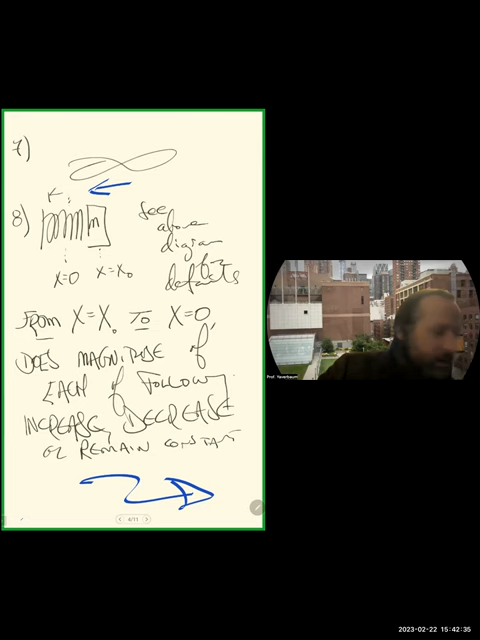 7)
8) m
See
above
for
details
x=0 x=x₀
FROM X=X₀ TO X=0,
DOES MAGNITUDE of
EACH of FOLLOWING
INCREASE, DECREASE
or REMAIN CONSTANT
4/11
Prof. Yaverbaum
2023-02-22 15:42:35